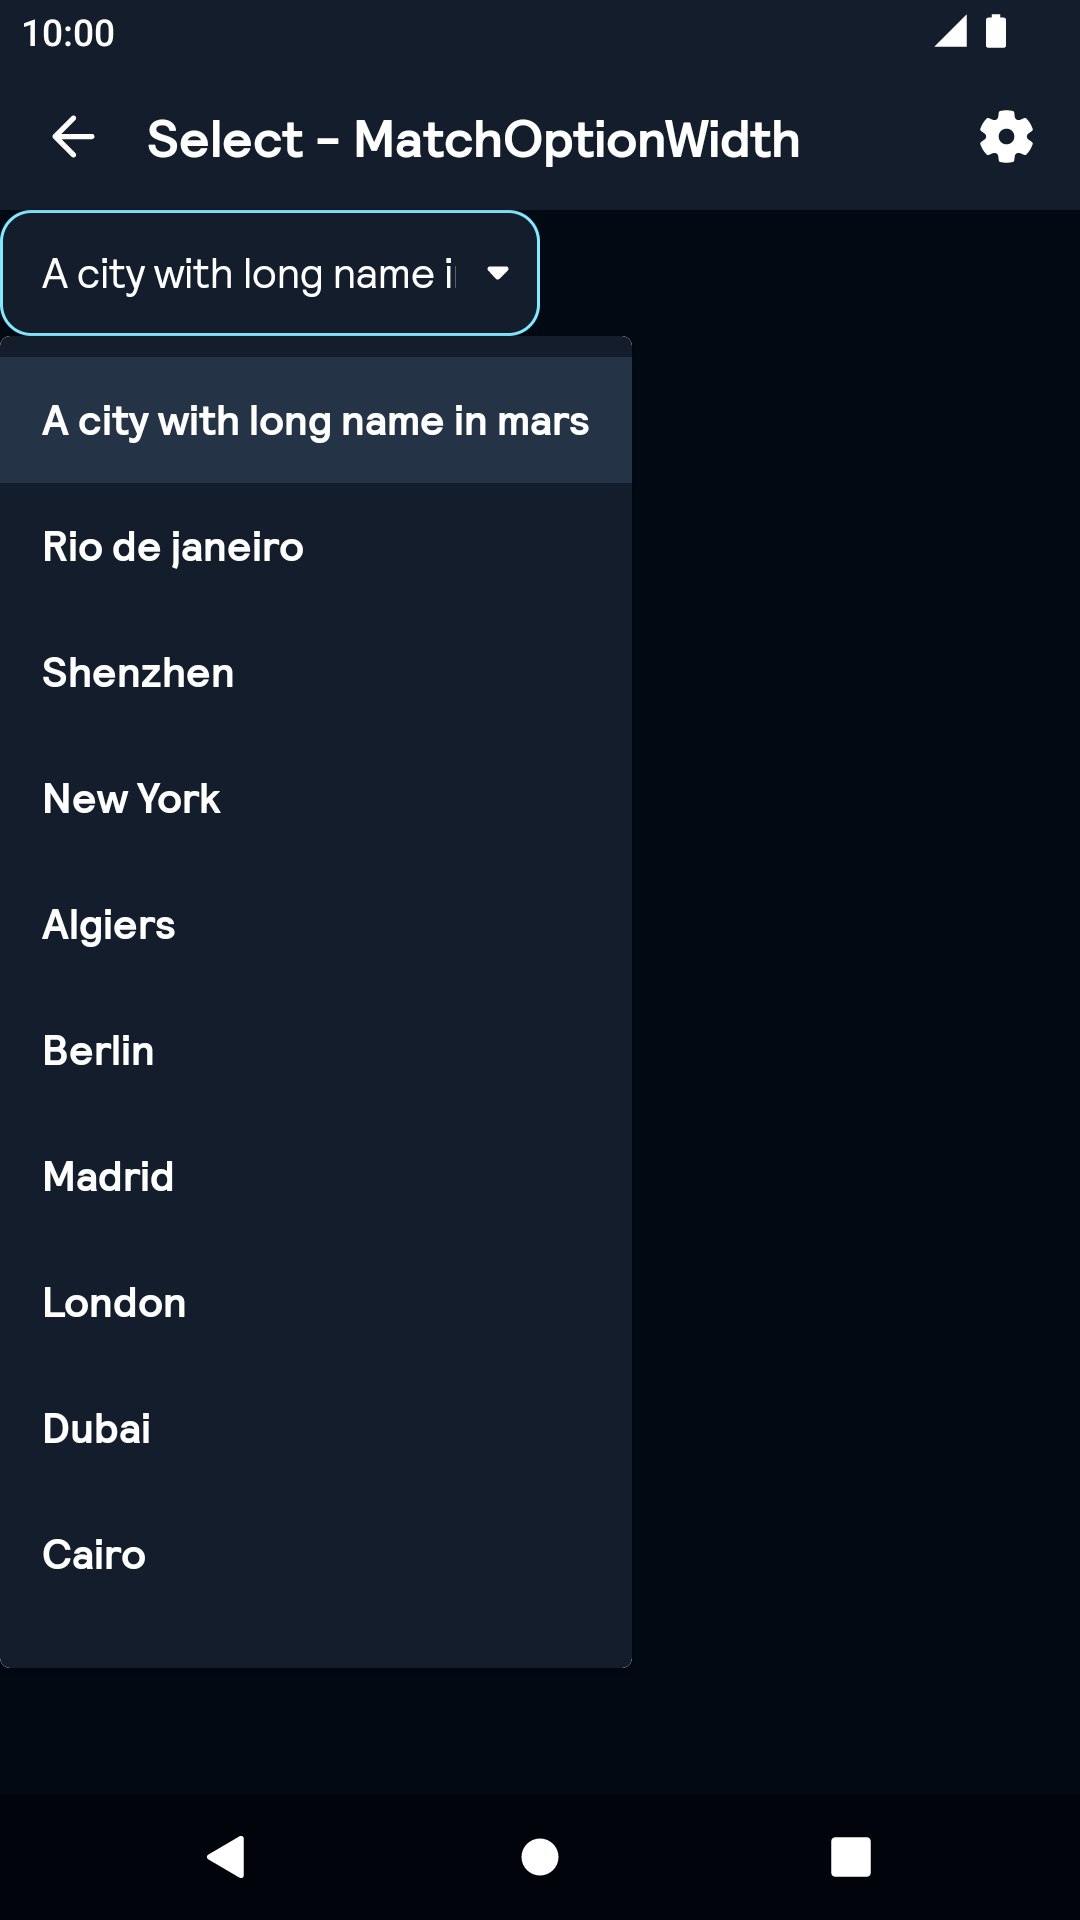 10:00
Select - MatchOptionWidth
A city with long name i
A city with long name in mars
Rio de janeiro
Shenzhen
New York
Algiers
Berlin
Madrid
London
Dubai
Cairo